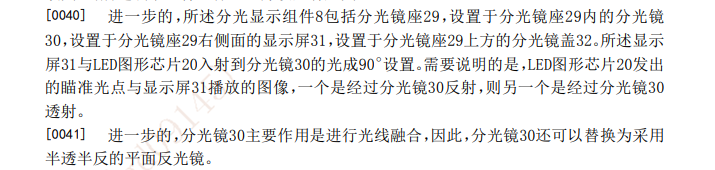 [0040] 进一步的,所述分光显示组件8包括分光镜座29,设置于分光镜座29内的分光镜
30,设置于分光镜座29右侧面的显示屏31,设置于分光镜座29上方的分光镜盖32。所述显示
屏31与LED图形芯片20入射到分光镜30的光成90°设置。需要说明的是,LED图形芯片20发出
的瞄准光点与显示屏31播放的图像,一个是经过分光镜30反射,则另一个是经过分光镜30
透射。
[0041] 进一步的,分光镜30主要作用是进行光线融合,因此,分光镜30还可以替换为采用
半透半反的平面反光镜。